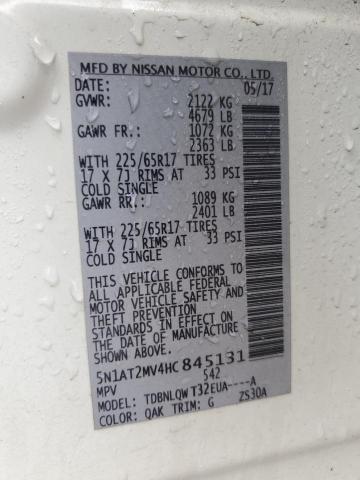 MFD BY NISSAN MOTOR CO., LTD.
DATE: 05/17
GVWR: 2122 KG
4679 LB
GAWR FR.: 1072 KG
2363 LB
WITH 225/65R17 TIRES
17 X 7J RIMS AT 33 PSI
COLD SINGLE
GAWR RR.: 1089 KG
2401 LB
WITH 225/65R17 TIRES
17 X 7J RIMS AT 33 PSI
COLD SINGLE
THIS VEHICLE CONFORMS TO
ALL APPLICABLE FEDERAL
MOTOR VEHICLE SAFETY AND
THEFT PREVENTION
STANDARDS IN EFFECT ON
THE DATE OF MANUFACTURE
SHOWN ABOVE.
5N1AT2MV4HC 845131
MPV 542
MODEL: TDBNLQWT32EUA----A
COLOR: QAK TRIM: G ZS30A